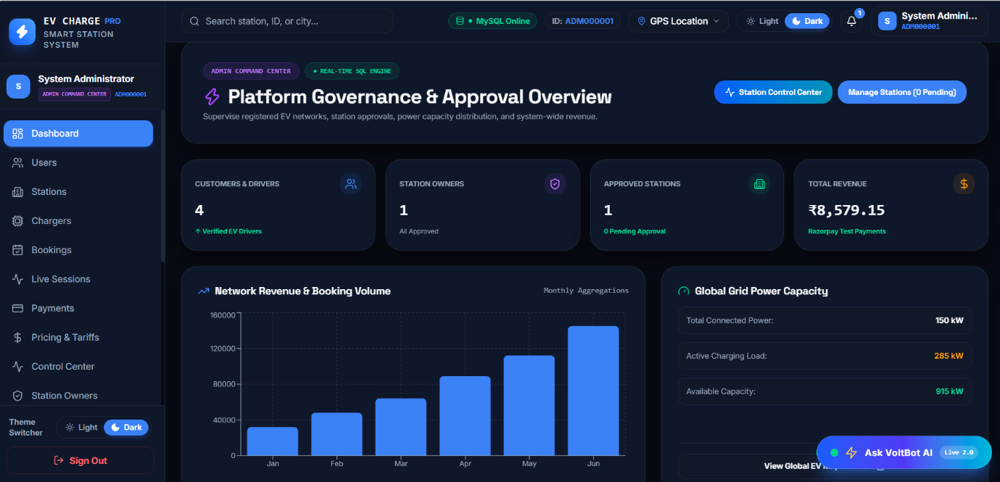 EV CHARGE PRO
SMART STATION
SYSTEM
Search station, ID, or city...
MySQL Online
ID: ADM000001
GPS Location
Light
Dark
1
S
System Admini...
ADM000001
S
System Administrator
ADMIN COMMAND CENTER
ADM000001
Dashboard
Users
Stations
Chargers
Bookings
Live Sessions
Payments
Pricing & Tariffs
Control Center
Station Owners
Theme
Switcher
Light
Dark
Sign Out
ADMIN COMMAND CENTER
REAL-TIME SQL ENGINE
Platform Governance & Approval Overview
Supervise registered EV networks, station approvals, power capacity distribution, and system-wide revenue.
Station Control Center
Manage Stations (0 Pending)
CUSTOMERS & DRIVERS
4
↑ Verified EV Drivers
STATION OWNERS
1
All Approved
APPROVED STATIONS
1
0 Pending Approval
TOTAL REVENUE
₹8,579.15
Razorpay Test Payments
Network Revenue & Booking Volume
Monthly Aggregations
160000
120000
80000
40000
0
Jan
Feb
Mar
Apr
May
Jun
Global Grid Power Capacity
Total Connected Power:
150 kW
Active Charging Load:
285 kW
Available Capacity:
915 kW
View Global EV
Ask VoltBot AI
Live 2.0